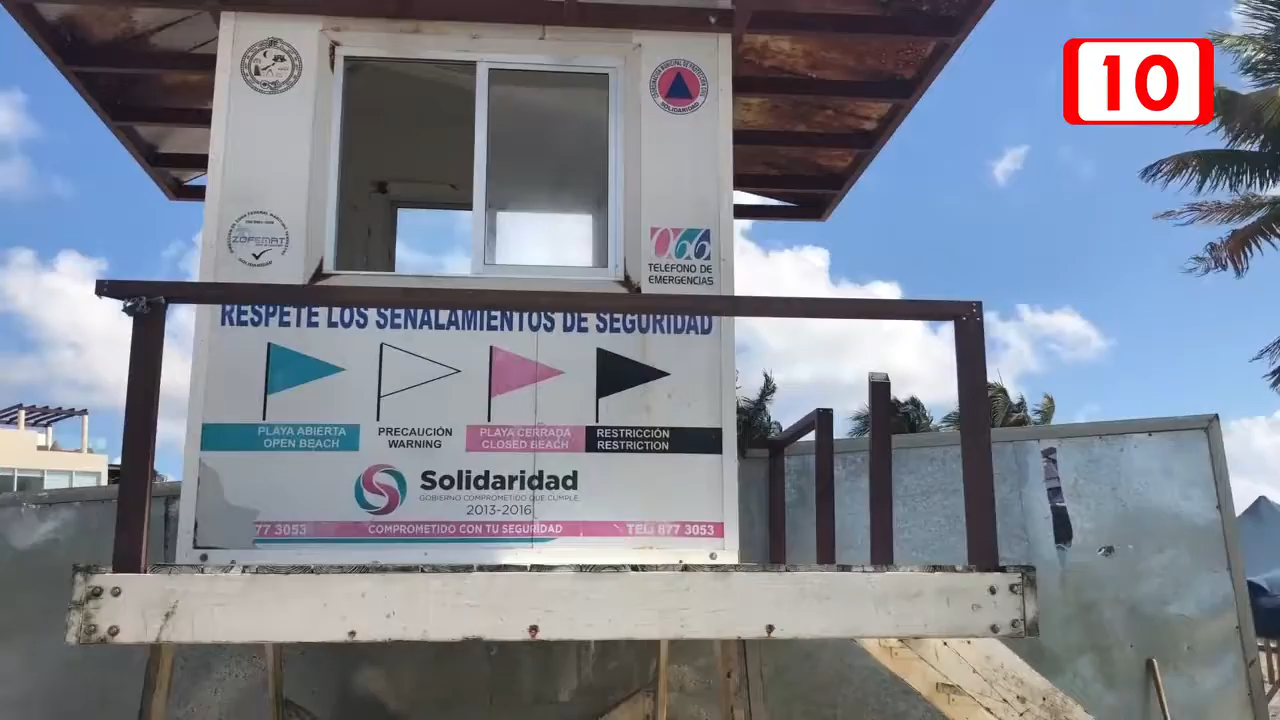 10
ZOFEMAT
066
TELÉFONO DE
EMERGENCIAS
RESPETE LOS SEÑALAMIENTOS DE SEGURIDAD
PLAYA ABIERTA
OPEN BEACH
PRECAUCIÓN
WARNING
PLAYA CERRADA
CLOSED BEACH
RESTRICCIÓN
RESTRICTION
Solidaridad
GOBIERNO COMPROMETIDO QUE CUMPLE
2013-2016
77 3053 COMPROMETIDO CON TU SEGURIDAD TEL: 877 3053